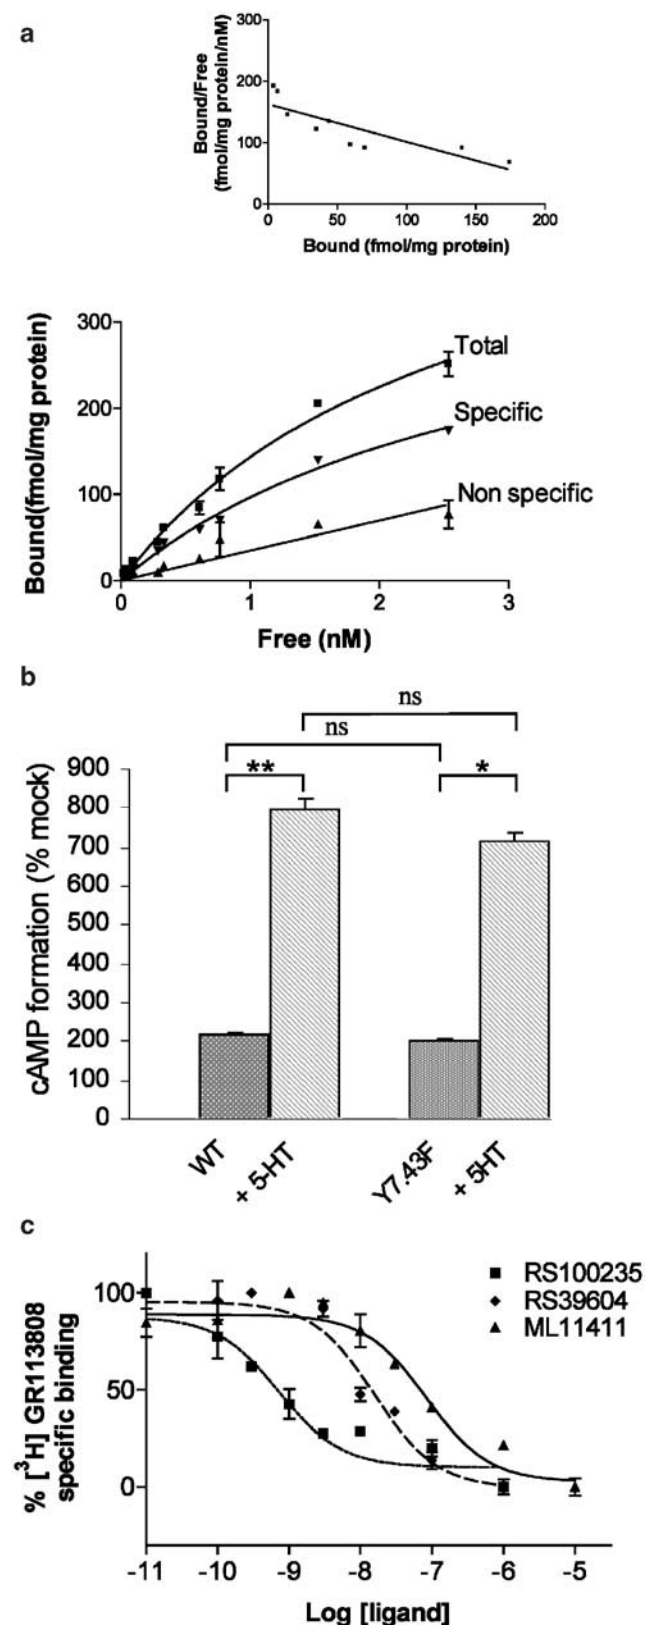 a
Bound/Free
(fmol/mg protein/nM)
300
200
100
0
0 50 100 150 200
Bound (fmol/mg protein)
Bound(fmol/mg protein)
300
200
100
0
Total
Specific
Non specific
0 1 2 3
Free (nM)
b
ns
ns
** *
cAMP formation (% mock)
900
800
700
600
500
400
300
200
100
0
WT
+ 5-HT
Y7.43F
+ 5HT
c
% [³H] GR113808
specific binding
100
50
0
RS100235
RS39604
ML11411
-11 -10 -9 -8 -7 -6 -5
Log [ligand]